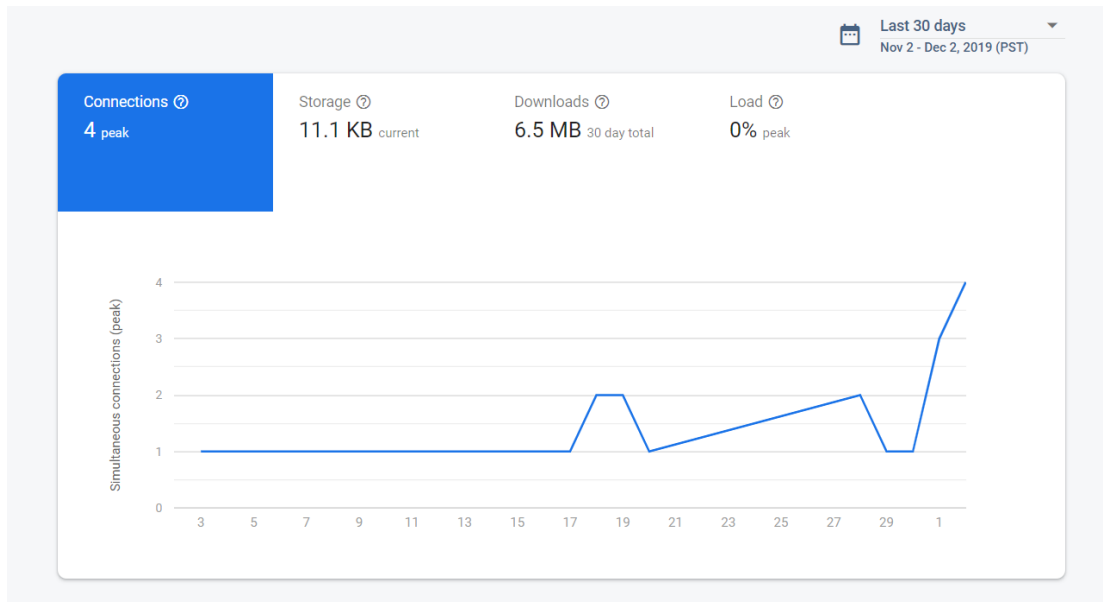 Last 30 days
Nov 2 - Dec 2, 2019 (PST)
Connections
4 peak
Storage
11.1 KB current
Downloads
6.5 MB 30 day total
Load
0% peak
Simultaneous connections (peak)
4
3
2
1
0
3 5 7 9 11 13 15 17 19 21 23 25 27 29 1